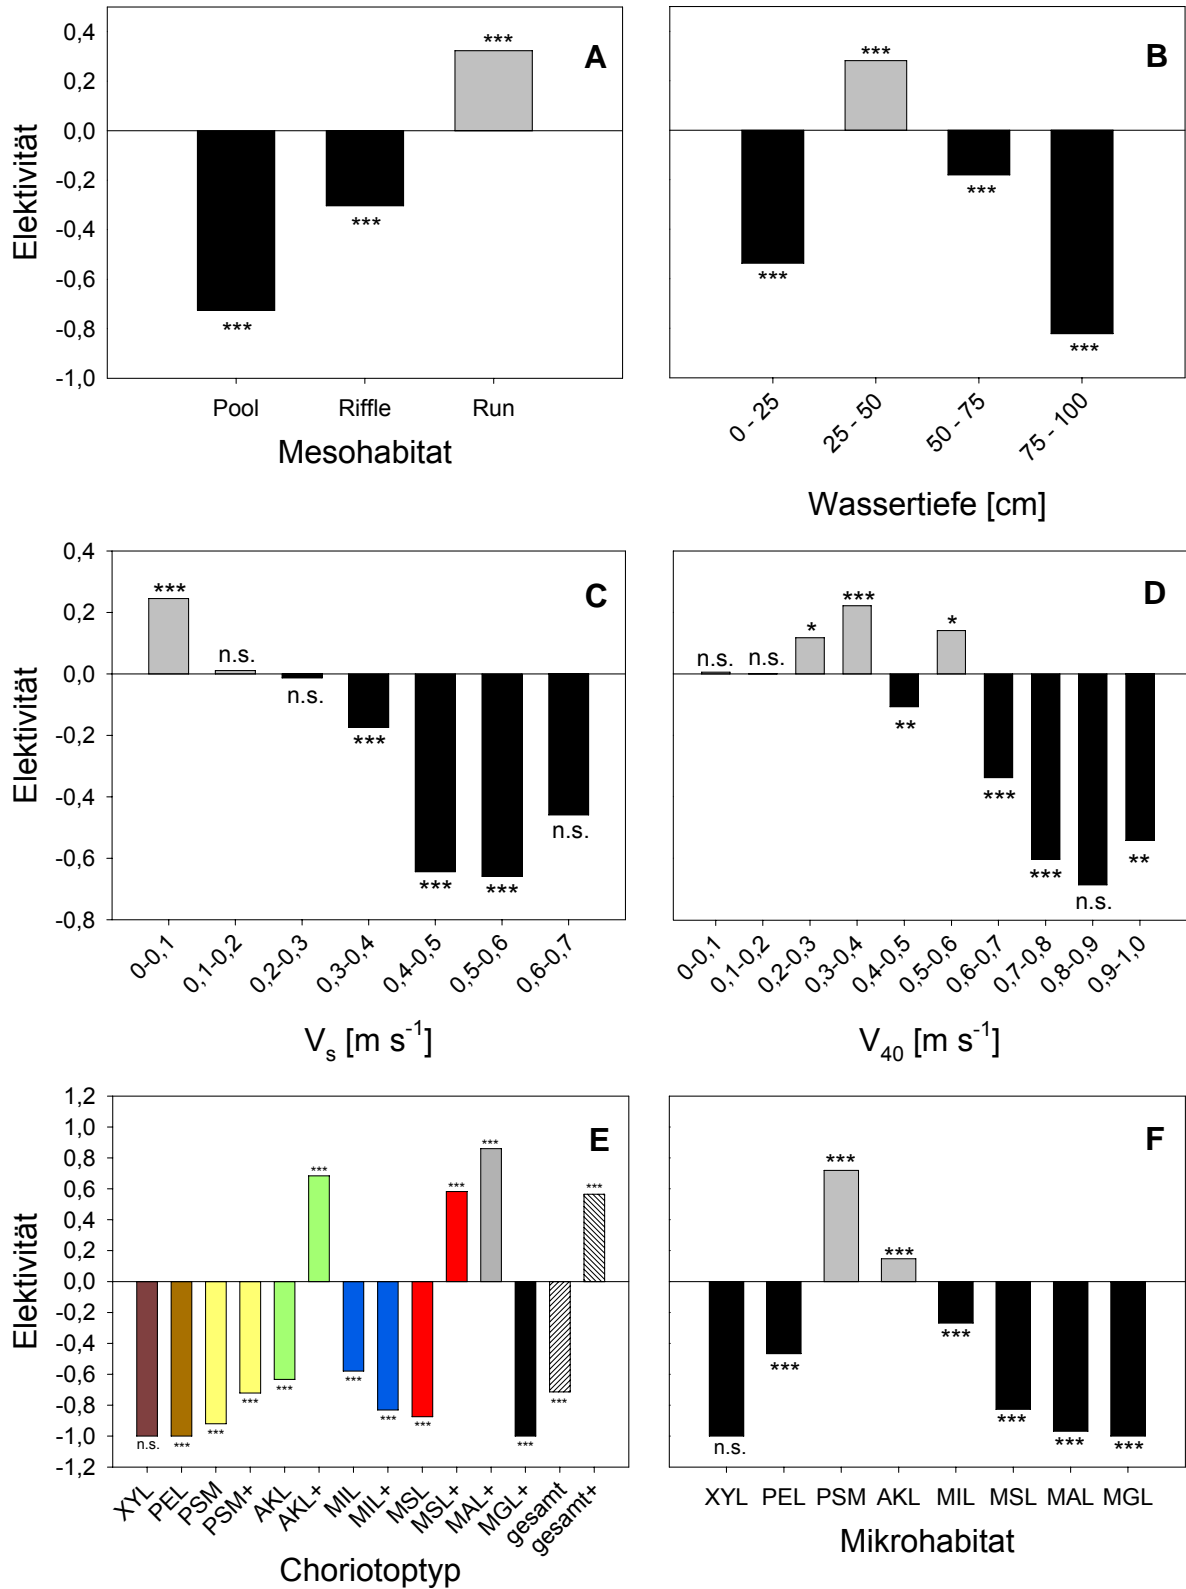 A
Elektivität
0,4
0,2
0,0
-0,2
-0,4
-0,6
-0,8
-1,0
***
***
***
Pool Riffle Run
Mesohabitat
B
***
***
***
***
0 - 25
25 - 50
50 - 75
75 - 100
Wassertiefe [cm]
C
Elektivität
0,4
0,2
0,0
-0,2
-0,4
-0,6
-0,8
***
n.s.
n.s.
***
***
***
n.s.
0-0,1
0,1-0,2
0,2-0,3
0,3-0,4
0,4-0,5
0,5-0,6
0,6-0,7
Vs [m s-1]
D
n.s.
n.s.
*
***
**
*
***
***
n.s.
**
0-0,1
0,1-0,2
0,2-0,3
0,3-0,4
0,4-0,5
0,5-0,6
0,6-0,7
0,7-0,8
0,8-0,9
0,9-1,0
V40 [m s-1]
E
Elektivität
1,2
1,0
0,8
0,6
0,4
0,2
0,0
-0,2
-0,4
-0,6
-0,8
-1,0
-1,2
n.s.
***
***
***
***
***
***
***
***
***
***
***
***
***
XYL
PEL
PSM
PSM+
AKL
AKL+
MIL
MIL+
MSL
MSL+
MAL+
MGL+
gesamt
gesamt+
Choriotoptyp
F
n.s.
***
***
***
***
***
***
***
XYL PEL PSM AKL MIL MSL MAL MGL
Mikrohabitat